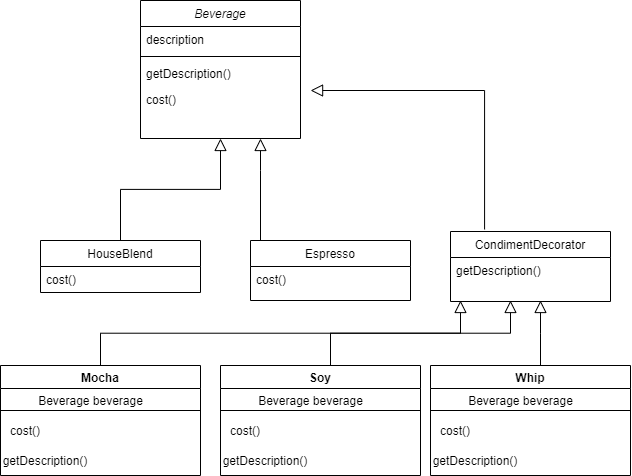 Beverage
description
getDescription()
cost()
HouseBlend
cost()
Espresso
cost()
CondimentDecorator
getDescription()
Mocha
Beverage beverage
cost()
getDescription()
Soy
Beverage beverage
cost()
getDescription()
Whip
Beverage beverage
cost()
getDescription()